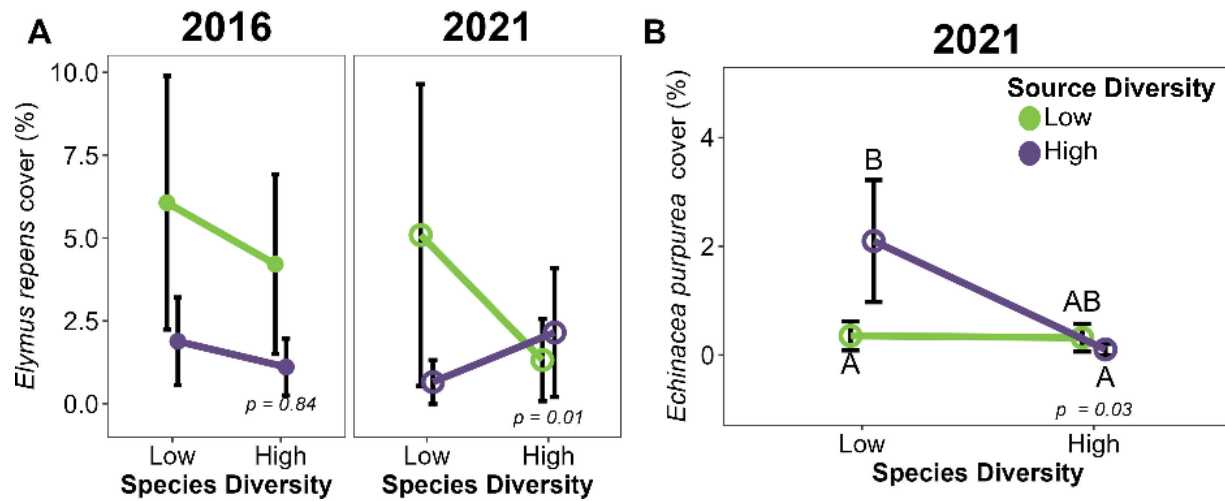 A
2016
2021
Elymus repens cover (%)
10.0
7.5
5.0
2.5
0.0
p = 0.84
p = 0.01
Low
High
Low
High
Species Diversity
Species Diversity
B
2021
Echinacea purpurea cover (%)
4
2
0
Source Diversity
Low
High
B
A
AB
A
p = 0.03
Low
High
Species Diversity